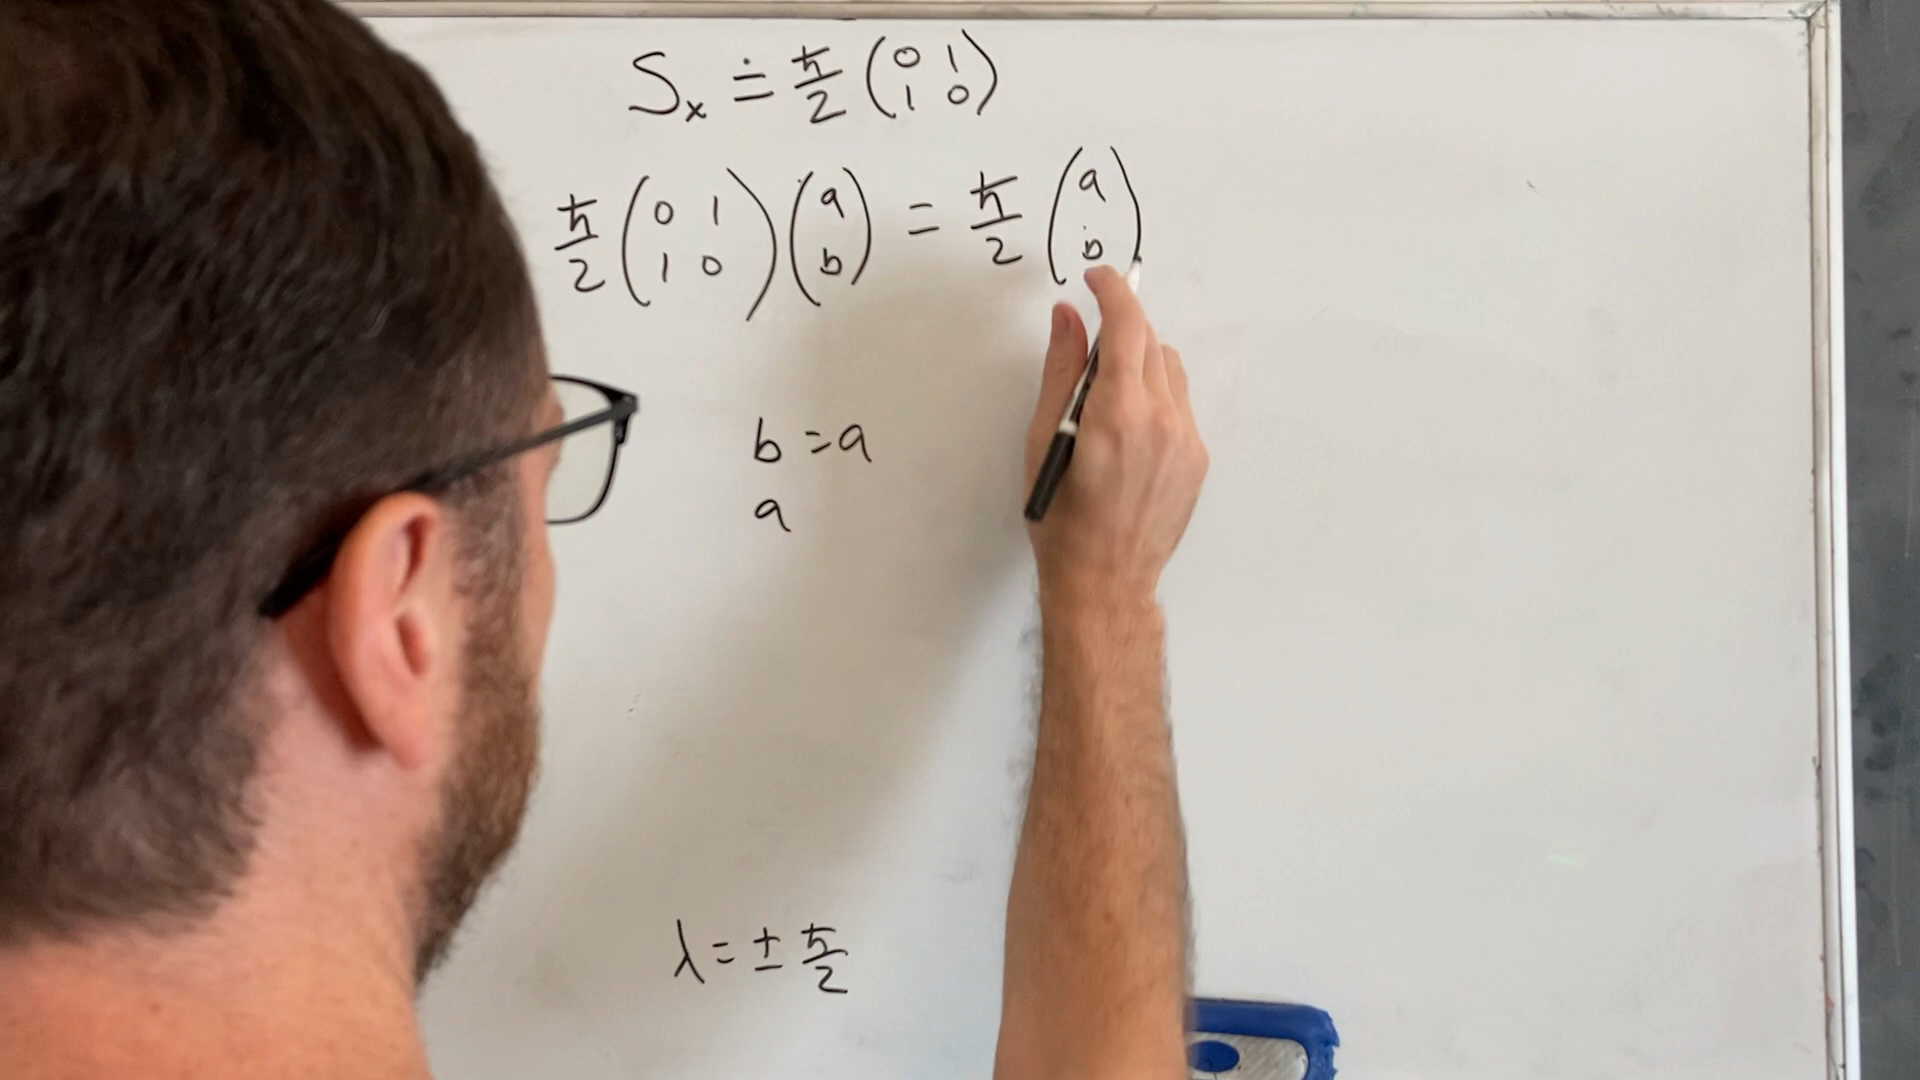 Sₓ ≐ ħ/2 (0 1; 1 0)
ħ/2 (0 1; 1 0) (a; b) = ħ/2 (a; b)
b = a
a
λ = ± ħ/2